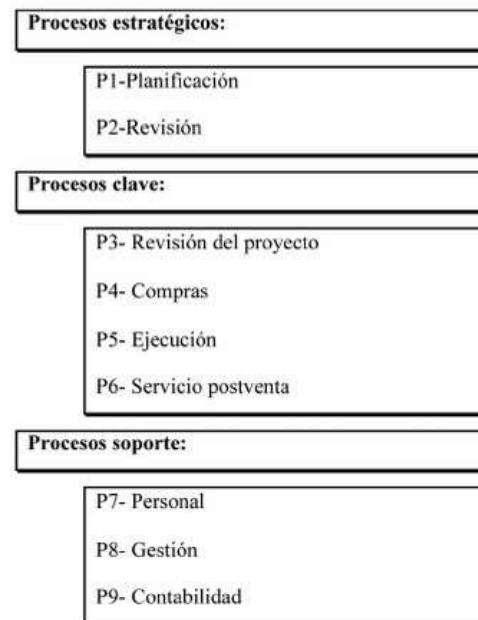 Procesos estratégicos:
P1-Planificación
P2-Revisión
Procesos clave:
P3- Revisión del proyecto
P4- Compras
P5- Ejecución
P6- Servicio postventa
Procesos soporte:
P7- Personal
P8- Gestión
P9- Contabilidad